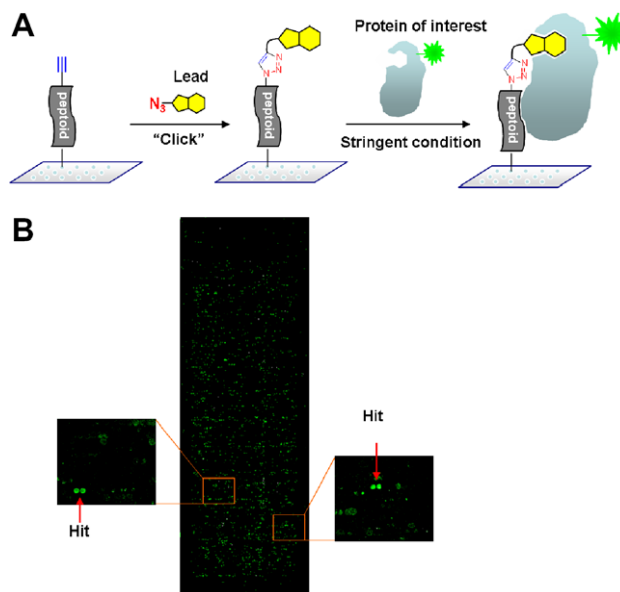 A
Protein of interest
peptoid
Lead
N3
"Click"
N
N
N
peptoid
Stringent condition
N
N
N
peptoid
B
Hit
Hit